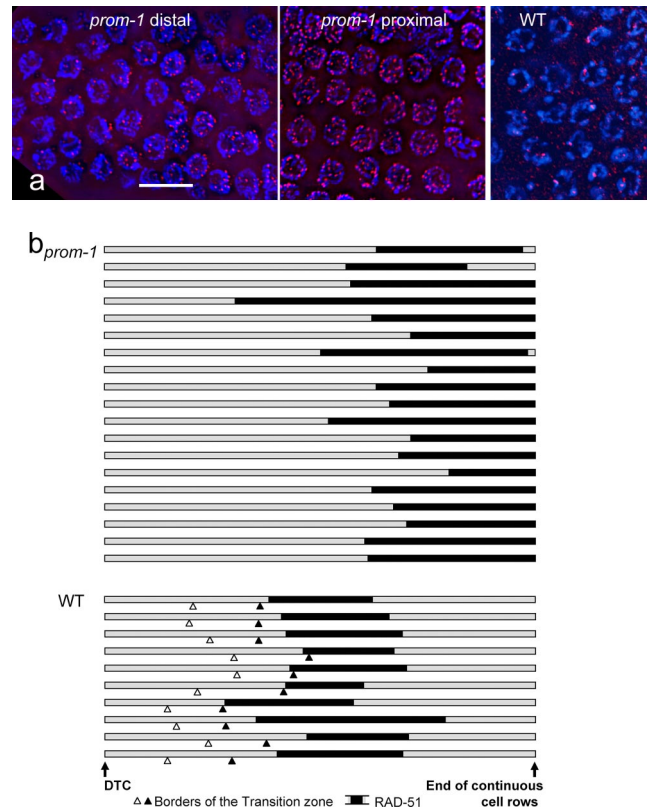 prom-1 distal
prom-1 proximal
WT
a
b
prom-1
WT
DTC
△ ▲ Borders of the Transition zone
RAD-51
End of continuous
cell rows